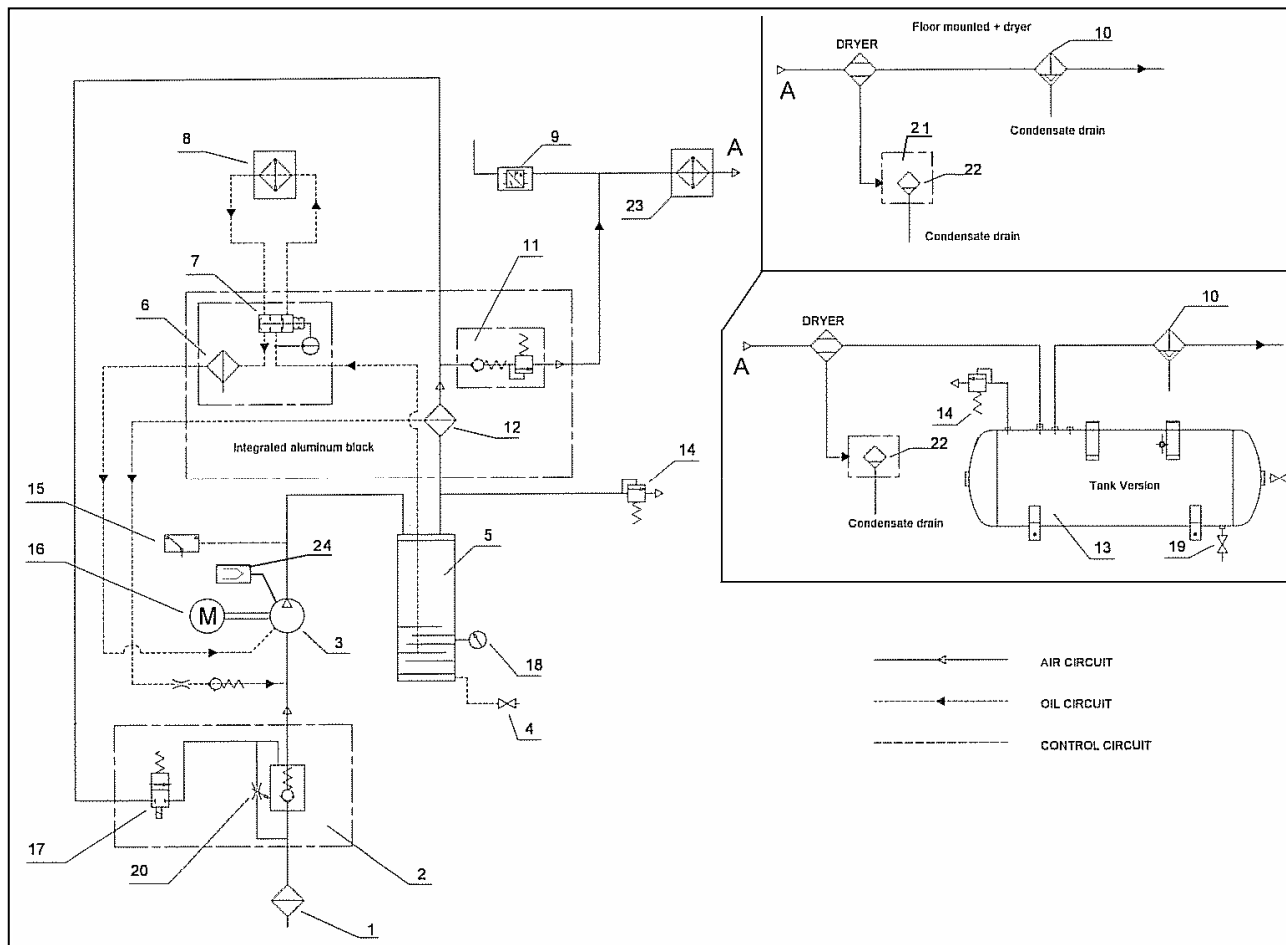 Floor mounted + dryer
DRYER
10
A
Condensate drain
21
22
Condensate drain
8
9
A
23
7
11
6
12
Integrated aluminum block
14
15
16
24
M
3
5
18
4
17
20
2
1
10
DRYER
A
14
22
Condensate drain
Tank Version
13
19
AIR CIRCUIT
OIL CIRCUIT
CONTROL CIRCUIT